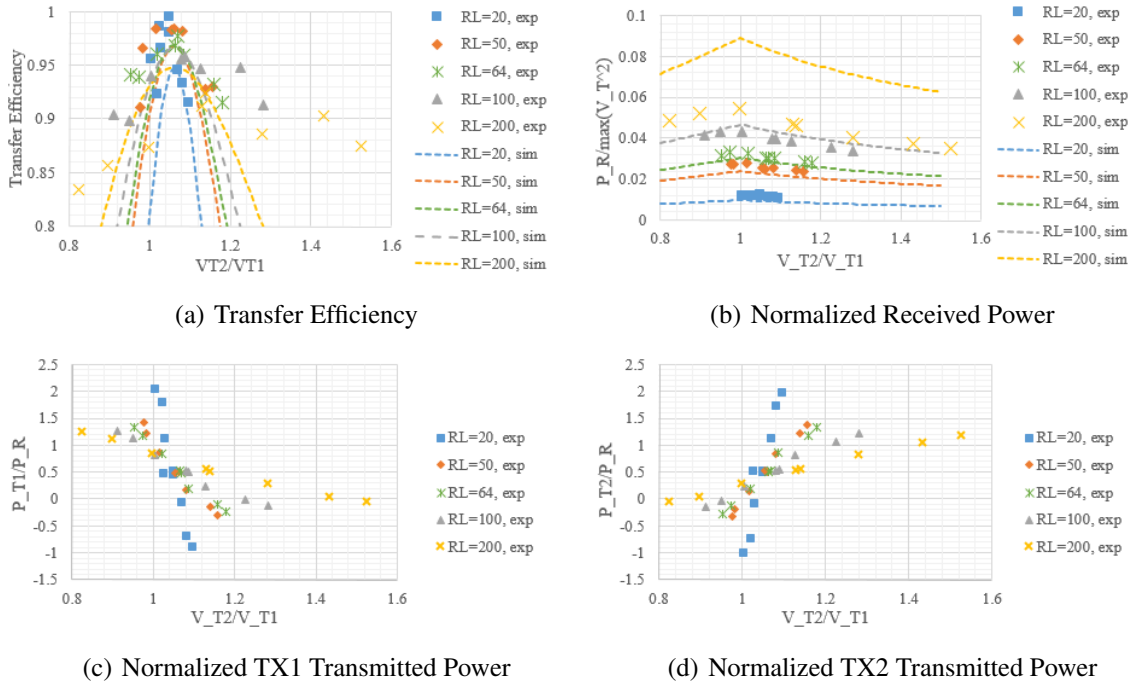 Transfer Efficiency
1
0.95
0.9
0.85
0.8
0.6
0.8
1
1.2
1.4
1.6
VT2/VT1
RL=20, exp
RL=50, exp
RL=64, exp
RL=100, exp
RL=200, exp
RL=20, sim
RL=50, sim
RL=64, sim
RL=100, sim
RL=200, sim
(a) Transfer Efficiency
P_R/max(V_T^2)
0.1
0.08
0.06
0.04
0.02
0
0.8
1
1.2
1.4
1.6
V_T2/V_T1
RL=20, exp
RL=50, exp
RL=64, exp
RL=100, exp
RL=200, exp
RL=20, sim
RL=50, sim
RL=64, sim
RL=100, sim
RL=200, sim
(b) Normalized Received Power
P_T1/P_R
2.5
2
1.5
1
0.5
0
-0.5
-1
-1.5
0.8
1
1.2
1.4
1.6
V_T2/V_T1
RL=20, exp
RL=50, exp
RL=64, exp
RL=100, exp
RL=200, exp
(c) Normalized TX1 Transmitted Power
P_T2/P_R
2.5
2
1.5
1
0.5
0
-0.5
-1
-1.5
0.8
1
1.2
1.4
1.6
V_T2/V_T1
RL=20, exp
RL=50, exp
RL=64, exp
RL=100, exp
RL=200, exp
(d) Normalized TX2 Transmitted Power